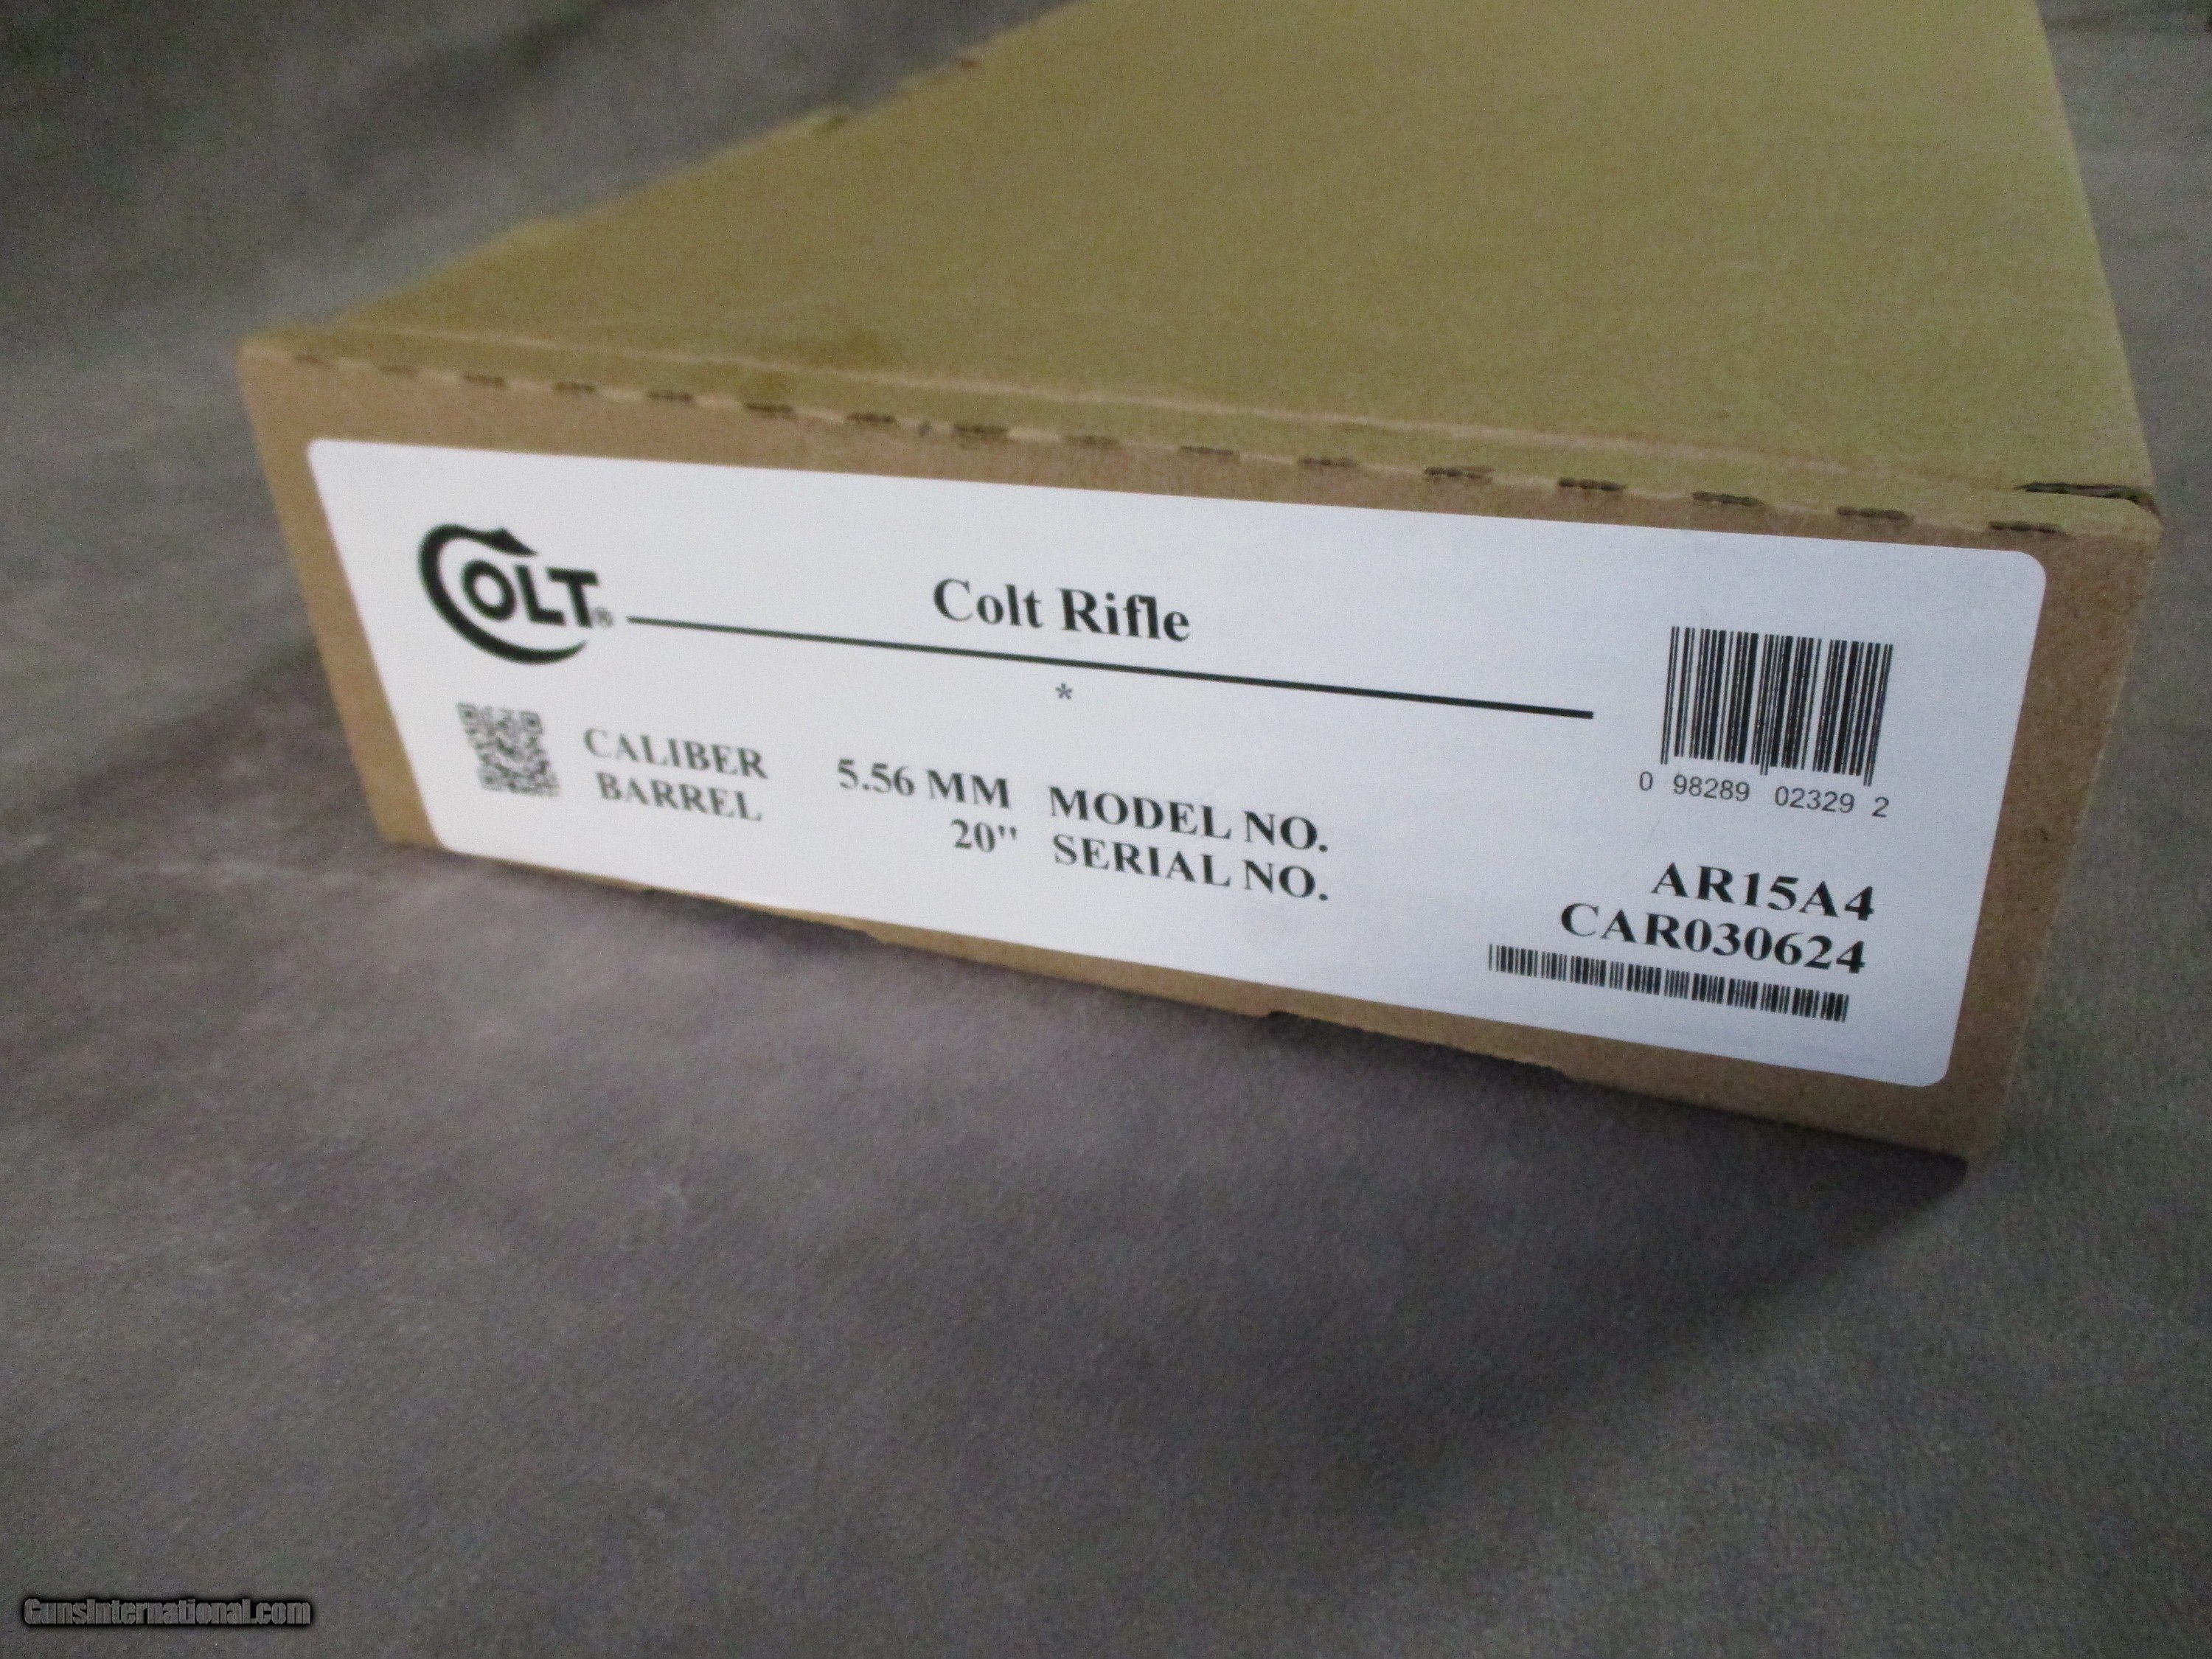 COLT®
Colt Rifle
*
CALIBER 5.56 MM MODEL NO. AR15A4
BARREL 20" SERIAL NO. CAR030624
0 98289 02329 2
GunsInternational.com